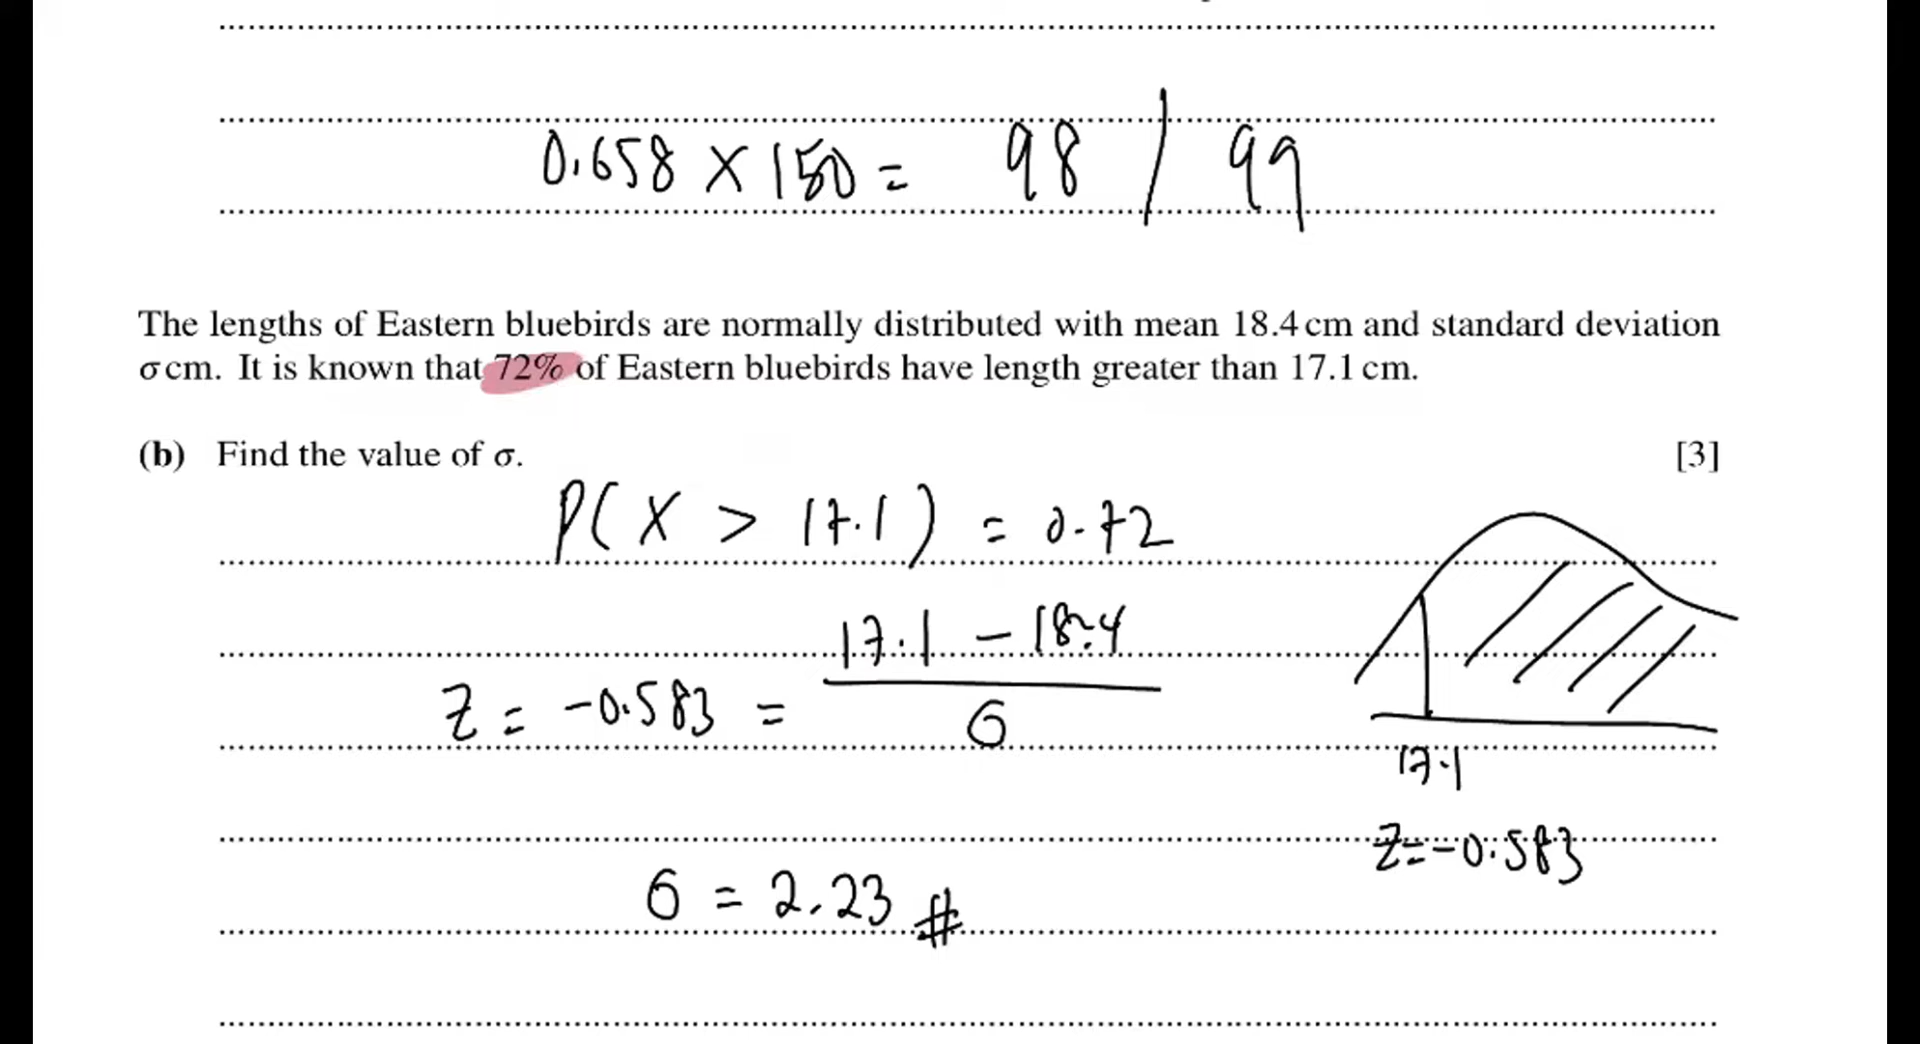 0.658 × 150 = 98 / 99
The lengths of Eastern bluebirds are normally distributed with mean 18.4 cm and standard deviation
σ cm. It is known that 72% of Eastern bluebirds have length greater than 17.1 cm.
(b) Find the value of σ. [3]
P( X > 17.1 ) = 0.72
17.1 - 18.4
Z = -0.583 =
σ
17.1
Z = -0.583
σ = 2.23 #